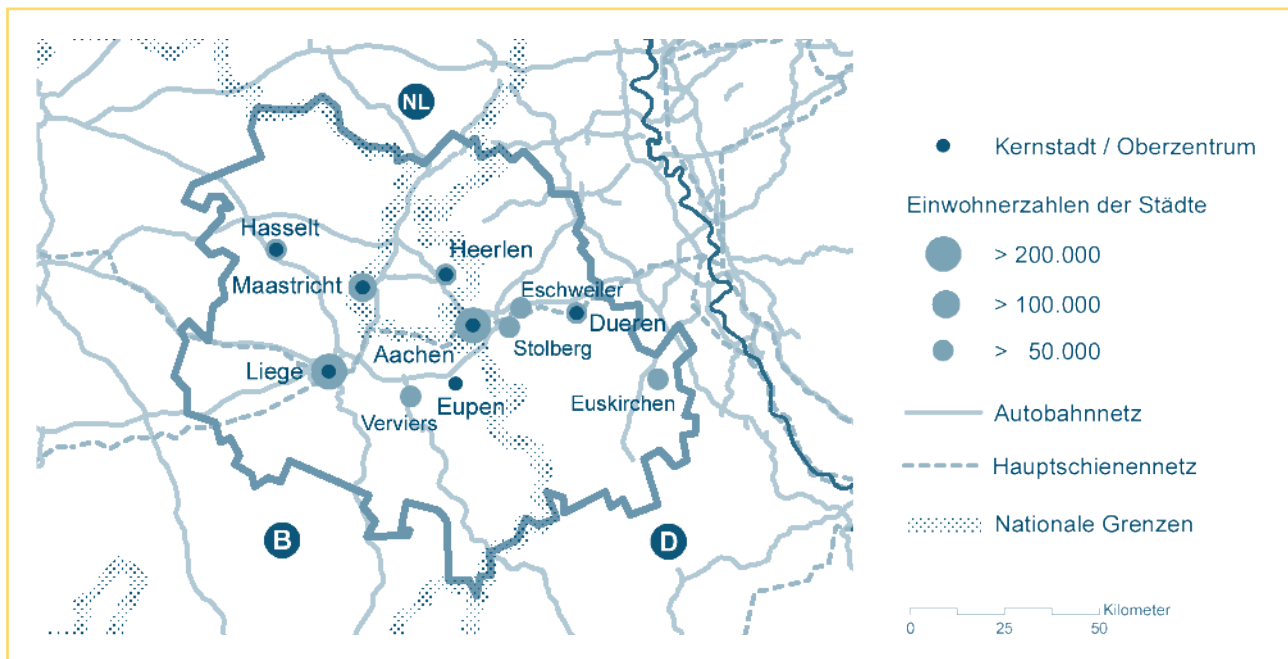 NL
Hasselt
Heerlen
Maastricht
Eschweiler
Dueren
Aachen
Stolberg
Liege
Eupen
Euskirchen
Verviers
B
D
Kernstadt / Oberzentrum
Einwohnerzahlen der Städte
> 200.000
> 100.000
> 50.000
Autobahnnetz
Hauptschienennetz
Nationale Grenzen
Kilometer
0 25 50